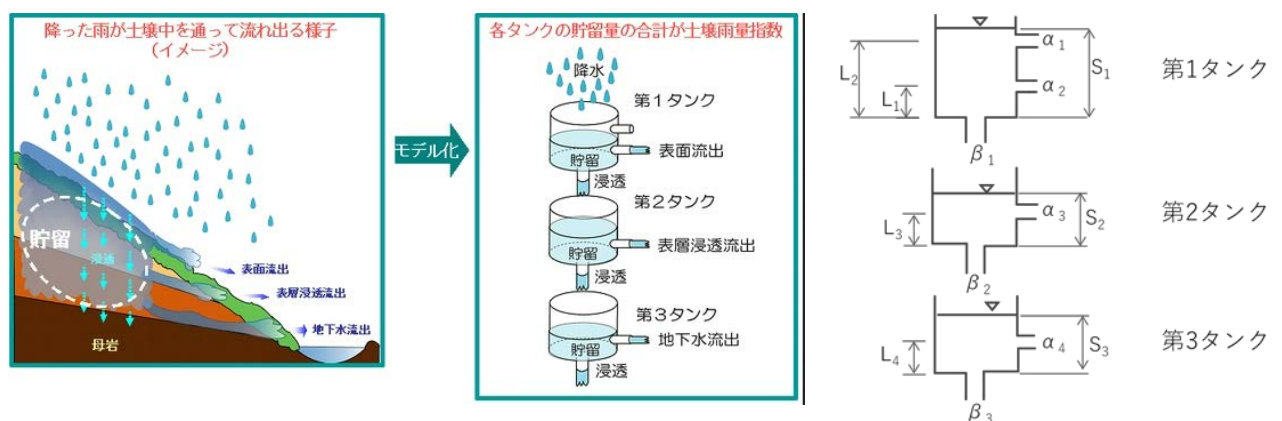 降った雨が土壌中を通って流れ出る様子
(イメージ)
貯留
浸透
表面流出
表層浸透流出
地下水流出
母岩
モデル化
各タンクの貯留量の合計が土壌雨量指数
降水
第1タンク
表面流出
貯留
浸透
第2タンク
表層浸透流出
貯留
浸透
第3タンク
地下水流出
貯留
浸透
L₂
L₁
α₁
α₂
S₁
β₁
第1タンク
L₃
α₃
S₂
β₂
第2タンク
L₄
α₄
S₃
β₃
第3タンク